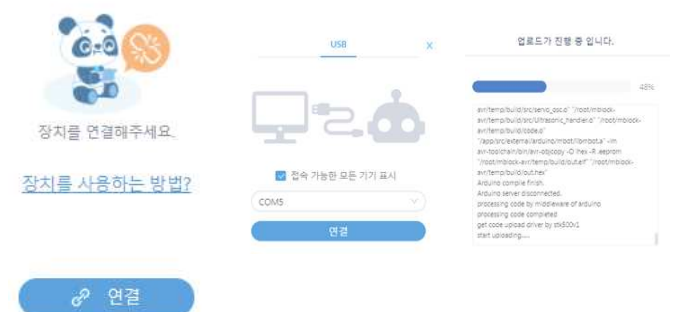 장치를 연결해주세요.
장치를 사용하는 방법?
연결
USB
X
접속 가능한 모든 기기 표시
COM5
연결
업로드가 진행 중 입니다.
48%
avr/temp/build/src/servo_osc.o" "/root/mblock-
avr/temp/build/src/Ultrasonic_handler.o" "/root/mblock-
avr/temp/build/code.o"
"/app/src/external/arduino/mbot/libmbot.a" -lm
avr-toolchain/bin/avr-objcopy -O ihex -R .eeprom
"/root/mblock-avr/temp/build/out.elf" "/root/mblock-
avr/temp/build/out.hex"
Arduino compile finish.
Arduino server disconnected.
processing code by middleware of arduino
processing code completed
get code upload driver by stk500v1
start uploading.....